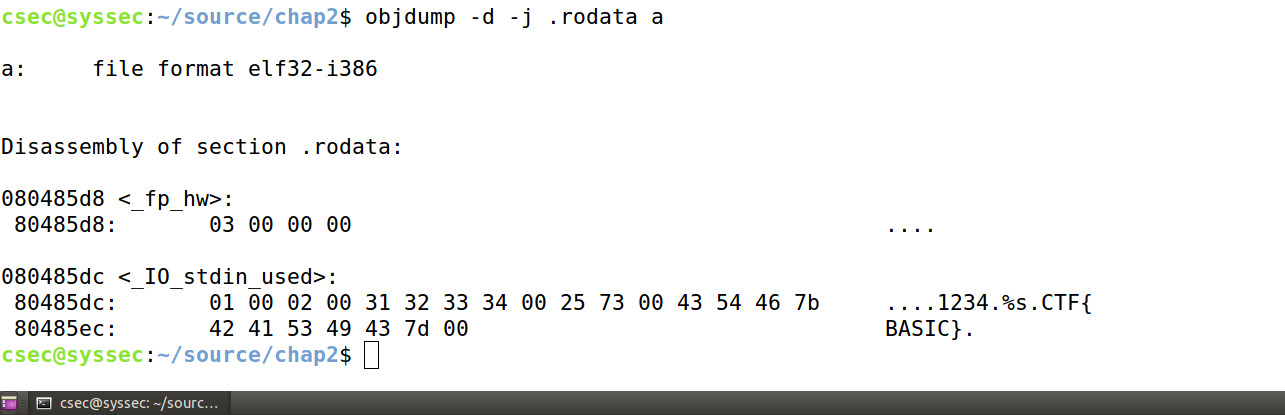 csec@syssec:~/source/chap2$ objdump -d -j .rodata a
a:     file format elf32-i386
Disassembly of section .rodata:
080485d8 <_fp_hw>:
 80485d8:       03 00 00 00                                         ....
080485dc <_IO_stdin_used>:
 80485dc:       01 00 02 00 31 32 33 34 00 25 73 00 43 54 46 7b     ....1234.%s.CTF{
 80485ec:       42 41 53 49 43 7d 00                                BASIC}.
csec@syssec:~/source/chap2$
csec@syssec: ~/sourc...